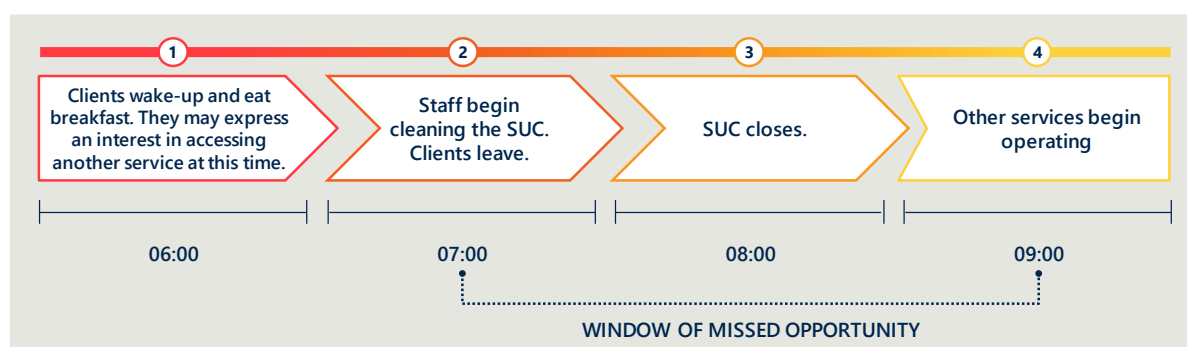 1
2
3
4
Clients wake-up and eat
breakfast. They may express
an interest in accessing
another service at this time.
Staff begin
cleaning the SUC.
Clients leave.
SUC closes.
Other services begin
operating
06:00
07:00
08:00
09:00
WINDOW OF MISSED OPPORTUNITY